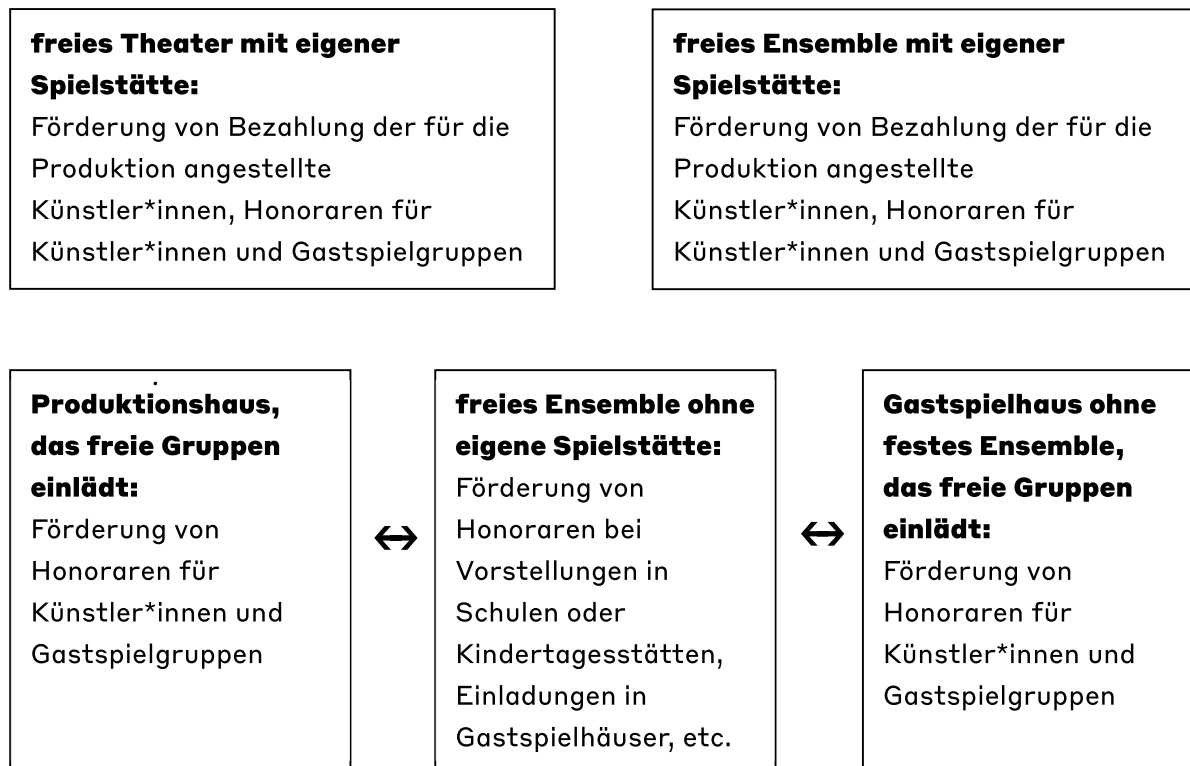 freies Theater mit eigener
Spielstätte:
Förderung von Bezahlung der für die
Produktion angestellte
Künstler*innen, Honoraren für
Künstler*innen und Gastspielgruppen
freies Ensemble mit eigener
Spielstätte:
Förderung von Bezahlung der für die
Produktion angestellte
Künstler*innen, Honoraren für
Künstler*innen und Gastspielgruppen
Produktionshaus,
das freie Gruppen
einlädt:
Förderung von
Honoraren für
Künstler*innen und
Gastspielgruppen
↔
freies Ensemble ohne
eigene Spielstätte:
Förderung von
Honoraren bei
Vorstellungen in
Schulen oder
Kindertagesstätten,
Einladungen in
Gastspielhäuser, etc.
↔
Gastspielhaus ohne
festes Ensemble,
das freie Gruppen
einlädt:
Förderung von
Honoraren für
Künstler*innen und
Gastspielgruppen